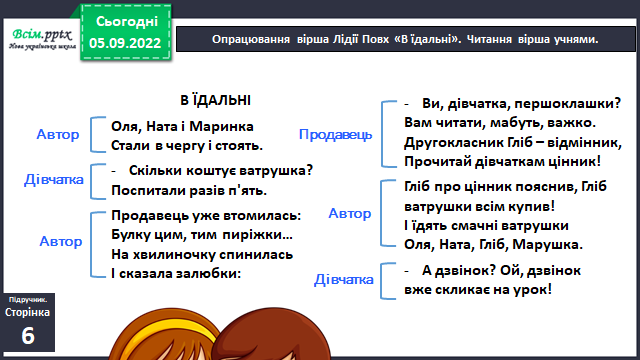 Всім.pptx
Нова українська школа
Сьогодні
05.09.2022
Опрацювання вірша Лідії Повх «В їдальні». Читання вірша учнями.
В ЇДАЛЬНІ
Автор
Оля, Ната і Маринка
Стали в чергу і стоять.
Дівчатка
- Скільки коштує ватрушка?
Поспитали разів п'ять.
Автор
Продавець уже втомилась:
Булку цим, тим пиріжки...
На хвилиночку спинилась
І сказала залюбки:
Продавець
- Ви, дівчатка, першоклашки?
Вам читати, мабуть, важко.
Другокласник Гліб – відмінник,
Прочитай дівчаткам цінник!
Автор
Гліб про цінник пояснив, Гліб
ватрушки всім купив!
І їдять смачні ватрушки
Оля, Ната, Гліб, Марушка.
Дівчатка
- А дзвінок? Ой, дзвінок
вже скликає на урок!
Підручник.
Сторінка
6